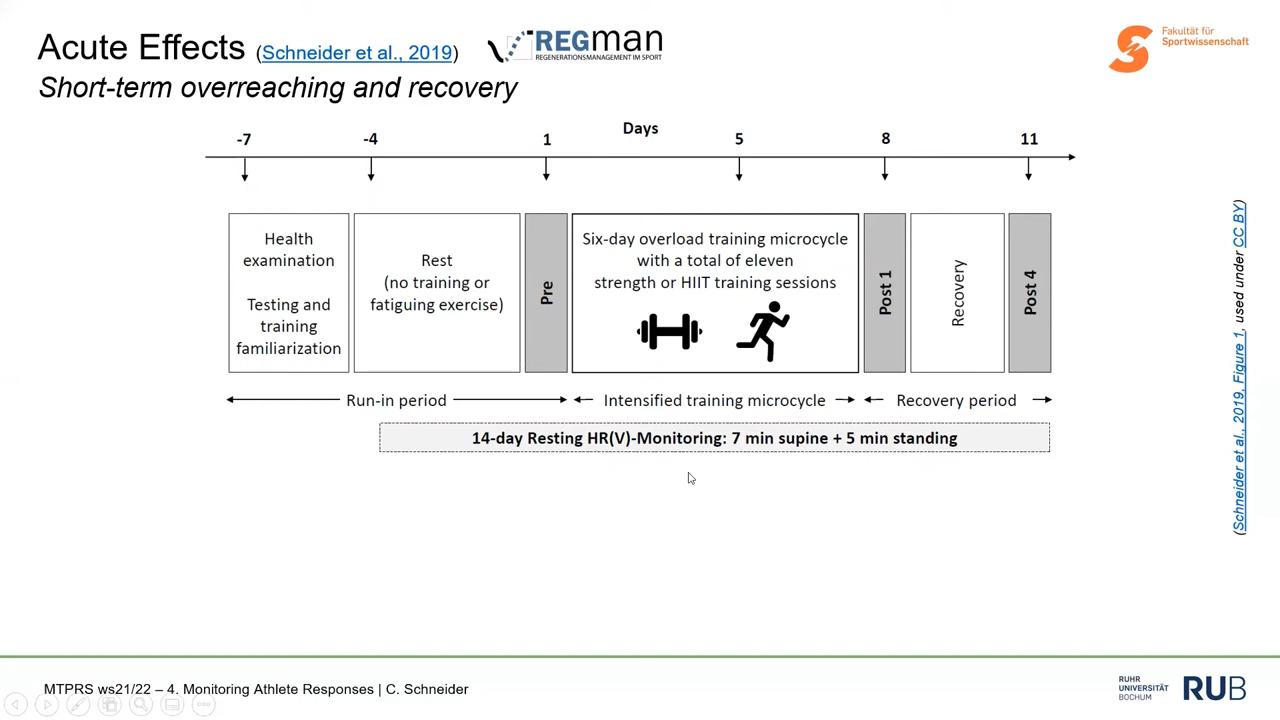 Acute Effects (Schneider et al., 2019)
REGman
REGENERATIONSMANAGEMENT IM SPORT
Fakultät für
Sportwissenschaft
Short-term overreaching and recovery
Days
-7 -4 1 5 8 11
Health
examination
Testing and
training
familiarization
Rest
(no training or
fatiguing exercise)
Pre
Six-day overload training microcycle
with a total of eleven
strength or HIIT training sessions
Post 1
Recovery
Post 4
Run-in period
Intensified training microcycle
Recovery period
14-day Resting HR(V)-Monitoring: 7 min supine + 5 min standing
(Schneider et al., 2019, Figure 1, used under CC BY)
MTPRS ws21/22 – 4. Monitoring Athlete Responses | C. Schneider
RUHR
UNIVERSITÄT
BOCHUM
RUB